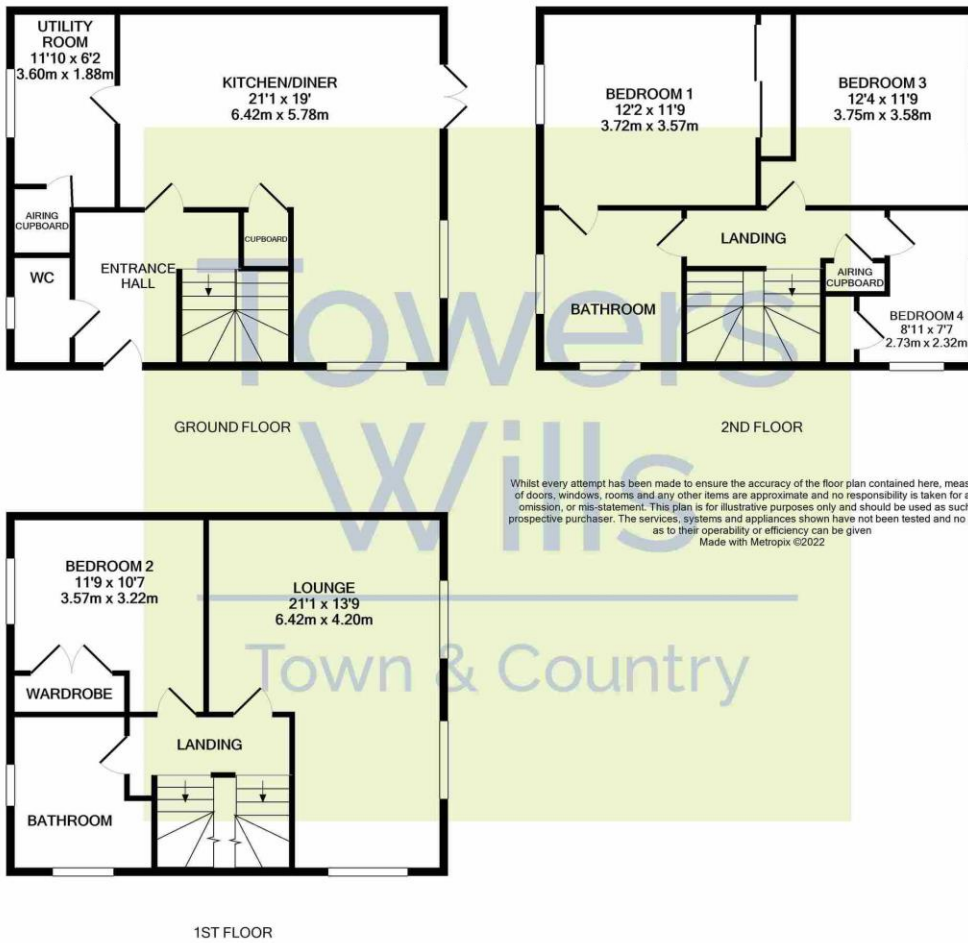 UTILITY
ROOM
11'10 x 6'2
3.60m x 1.88m
KITCHEN/DINER
21'1 x 19'
6.42m x 5.78m
AIRING
CUPBOARD
CUPBOARD
WC
ENTRANCE
HALL
GROUND FLOOR
BEDROOM 1
12'2 x 11'9
3.72m x 3.57m
BEDROOM 3
12'4 x 11'9
3.75m x 3.58m
LANDING
AIRING
CUPBOARD
BATHROOM
BEDROOM 4
8'11 x 7'7
2.73m x 2.32m
2ND FLOOR
Towers
Wills
Town & Country
Whilst every attempt has been made to ensure the accuracy of the floor plan contained here, meas
of doors, windows, rooms and any other items are approximate and no responsibility is taken for a
omission, or mis-statement. This plan is for illustrative purposes only and should be used as such
prospective purchaser. The services, systems and appliances shown have not been tested and no
as to their operability or efficiency can be given
Made with Metropix ©2022
BEDROOM 2
11'9 x 10'7
3.57m x 3.22m
LOUNGE
21'1 x 13'9
6.42m x 4.20m
WARDROBE
LANDING
BATHROOM
1ST FLOOR